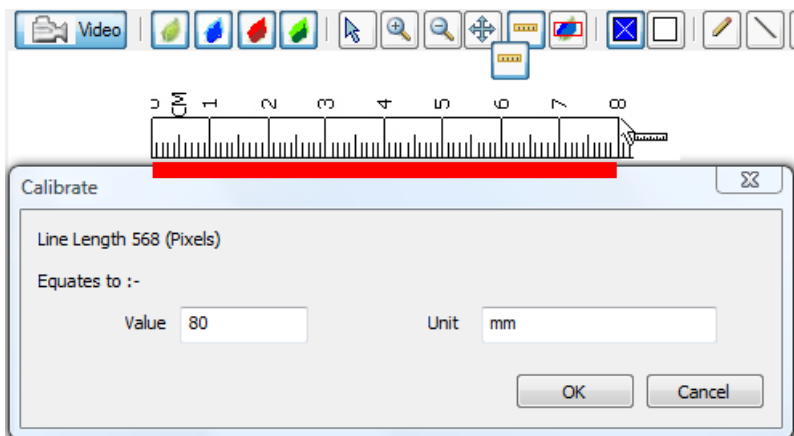 Video
0 CM 1 2 3 4 5 6 7 8
Calibrate
Line Length 568 (Pixels)
Equates to :-
Value 80 Unit mm
OK Cancel